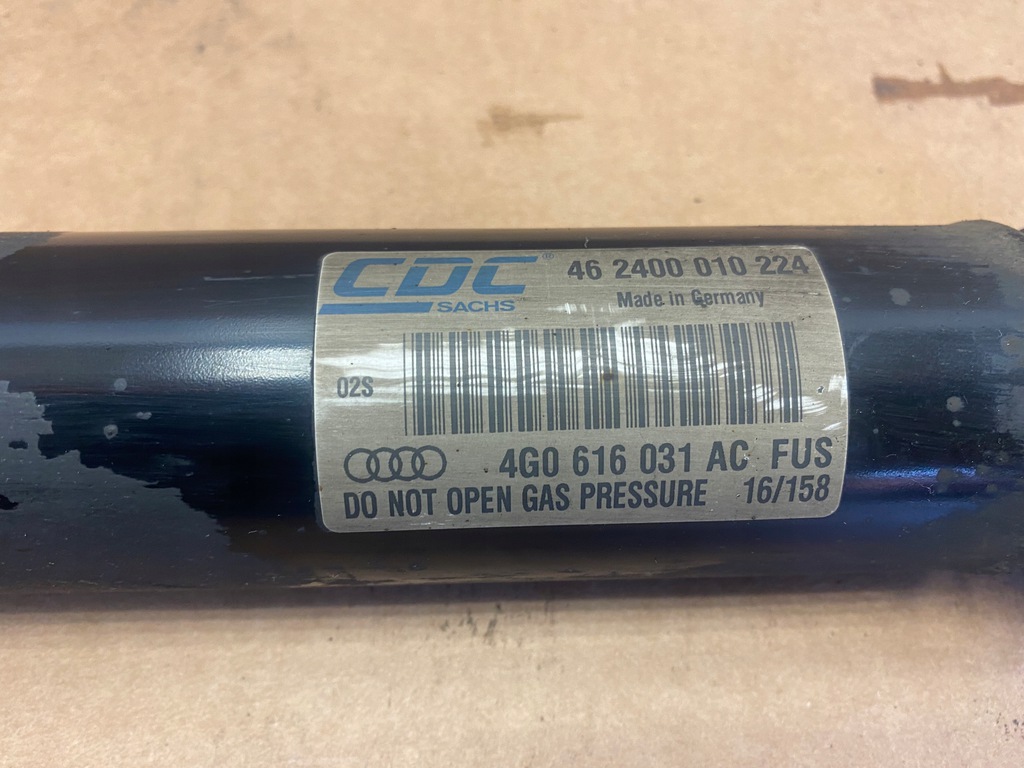 CDC® 46 2400 010 224
SACHS Made in Germany
02S
4G0 616 031 AC FUS
DO NOT OPEN GAS PRESSURE 16/158